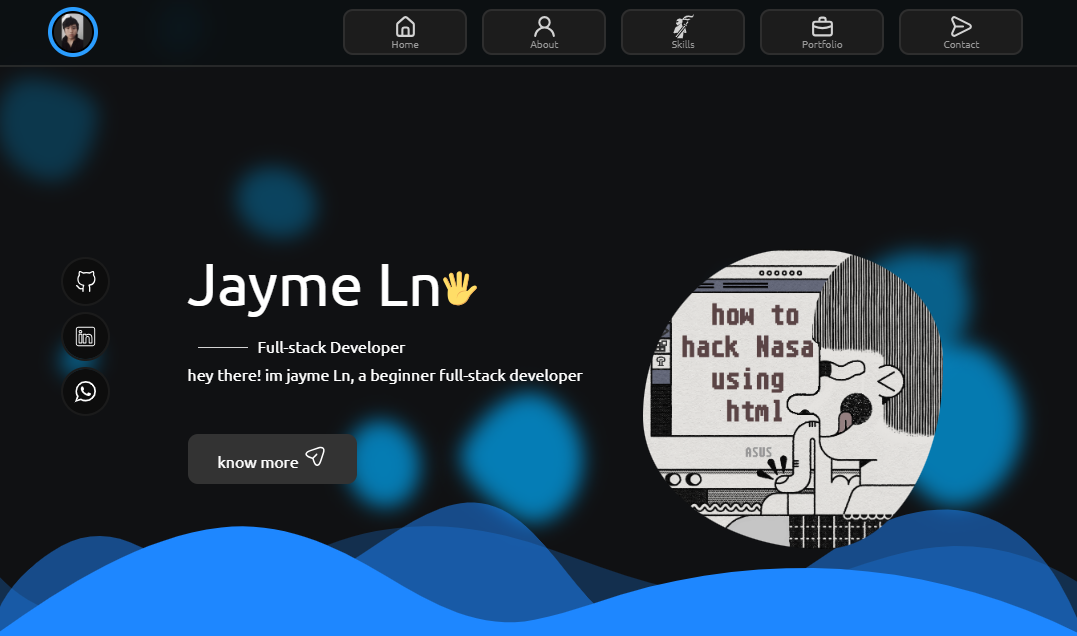 Home
About
Skills
Portfolio
Contact
Jayme Ln
Full-stack Developer
hey there! im jayme Ln, a beginner full-stack developer
know more
how to
hack Nasa
using
html
ASUS
in